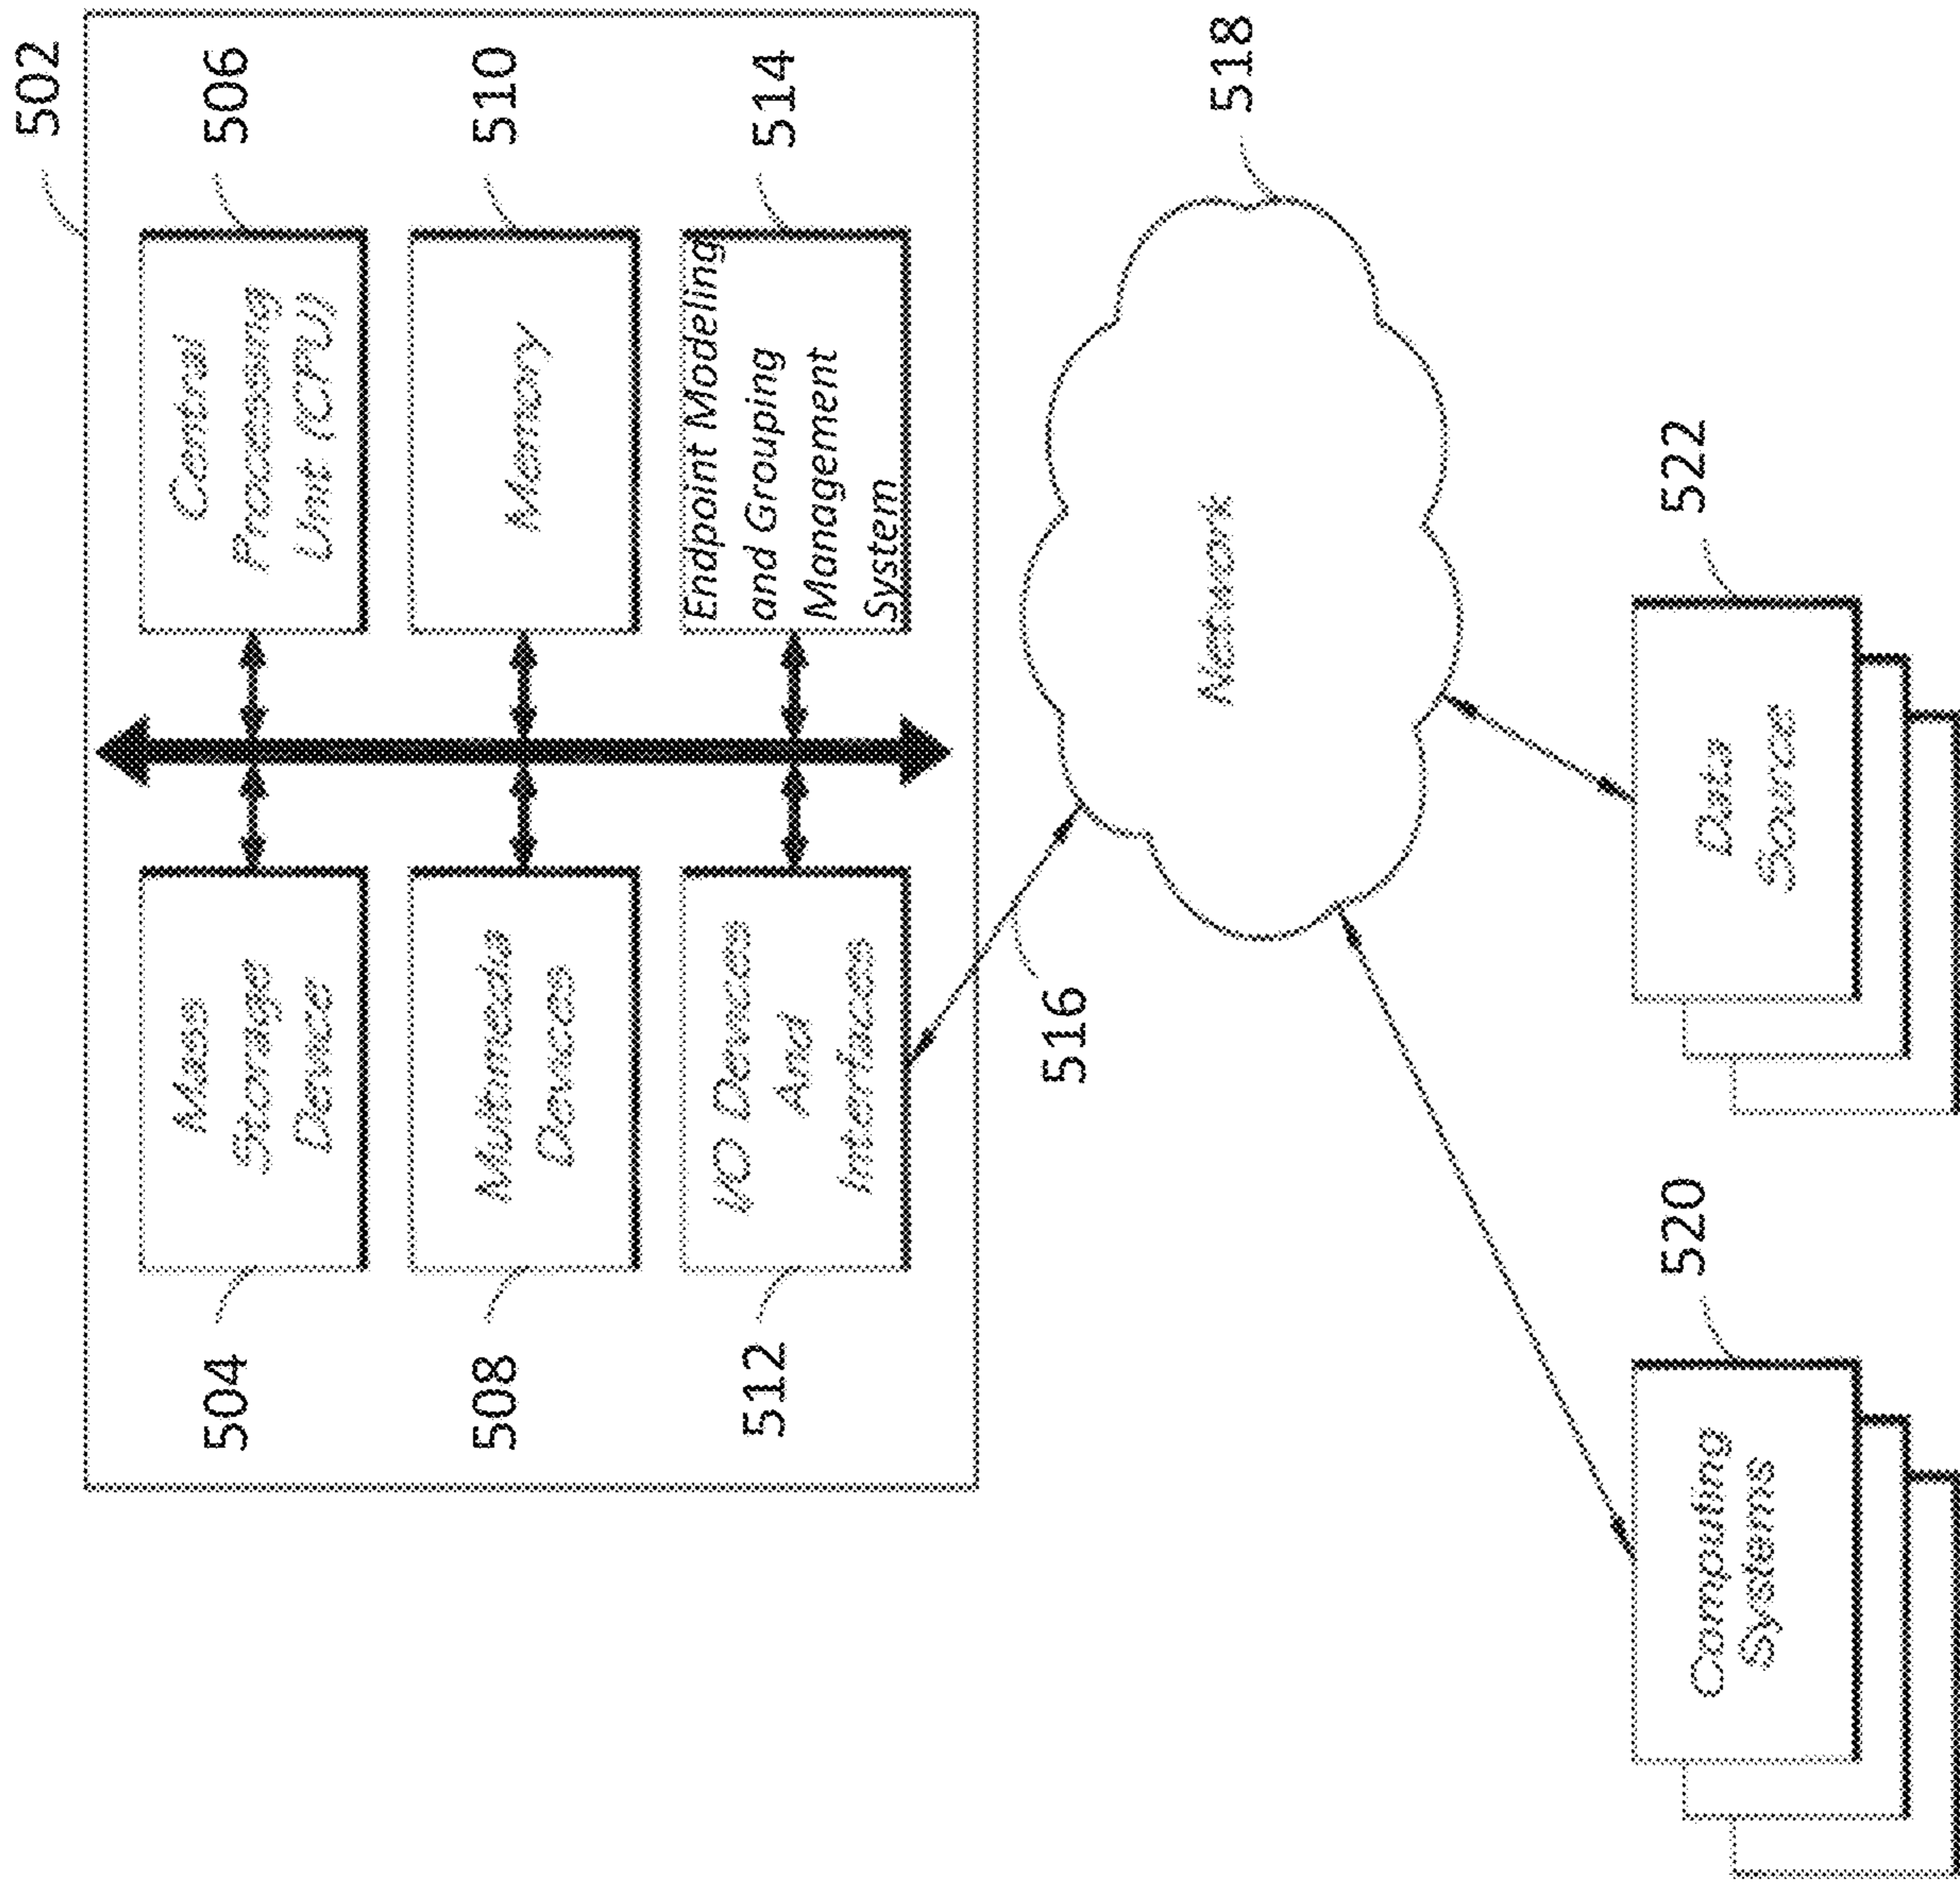 502
504
Mass
Storage
Device
Central
Processing
Unit (CPU)
506
508
Multimedia
Devices
Memory
510
512
I/O Devices
And
Interfaces
Endpoint Modeling
and Grouping
Management
System
514
516
Network
518
520
Computing
Systems
522
Data
Source